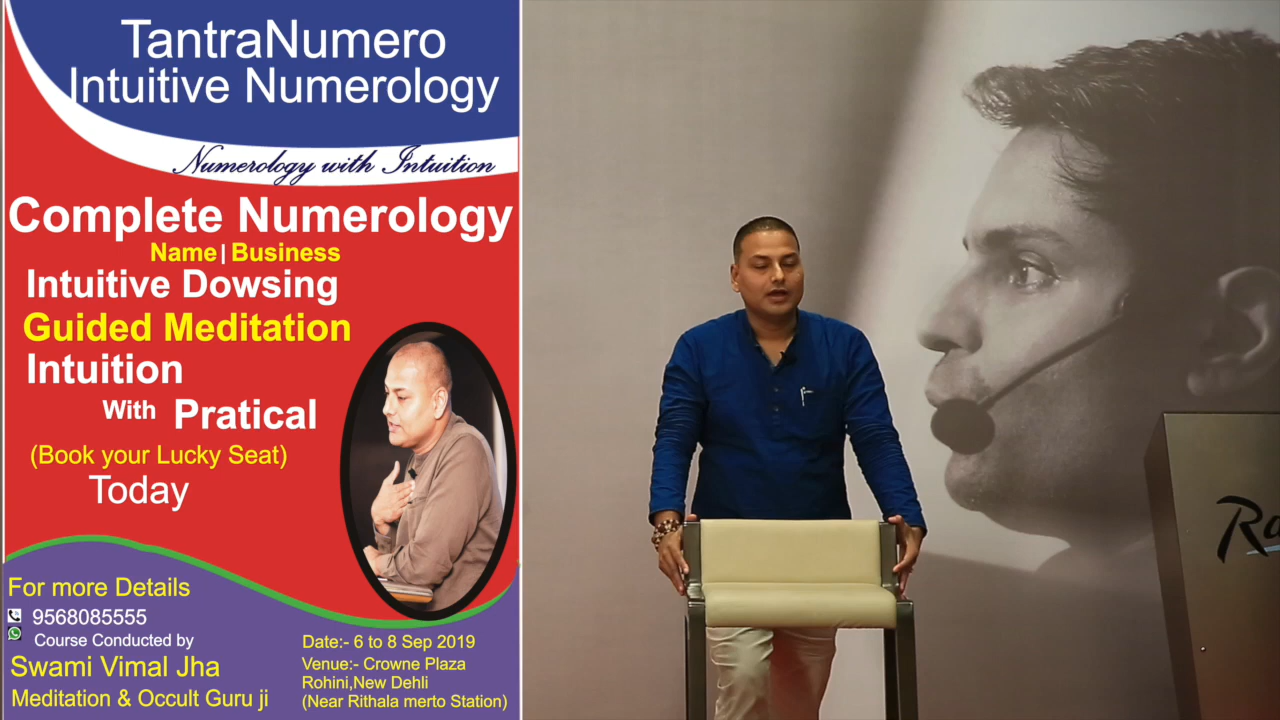 TantraNumero
Intuitive Numerology
Numerology with Intuition
Complete Numerology
Name | Business
Intuitive Dowsing
Guided Meditation
Intuition
With Pratical
(Book your Lucky Seat)
Today
For more Details
9568085555
Course Conducted by
Swami Vimal Jha
Meditation & Occult Guru ji
Date:- 6 to 8 Sep 2019
Venue:- Crowne Plaza
Rohini,New Dehli
(Near Rithala merto Station)